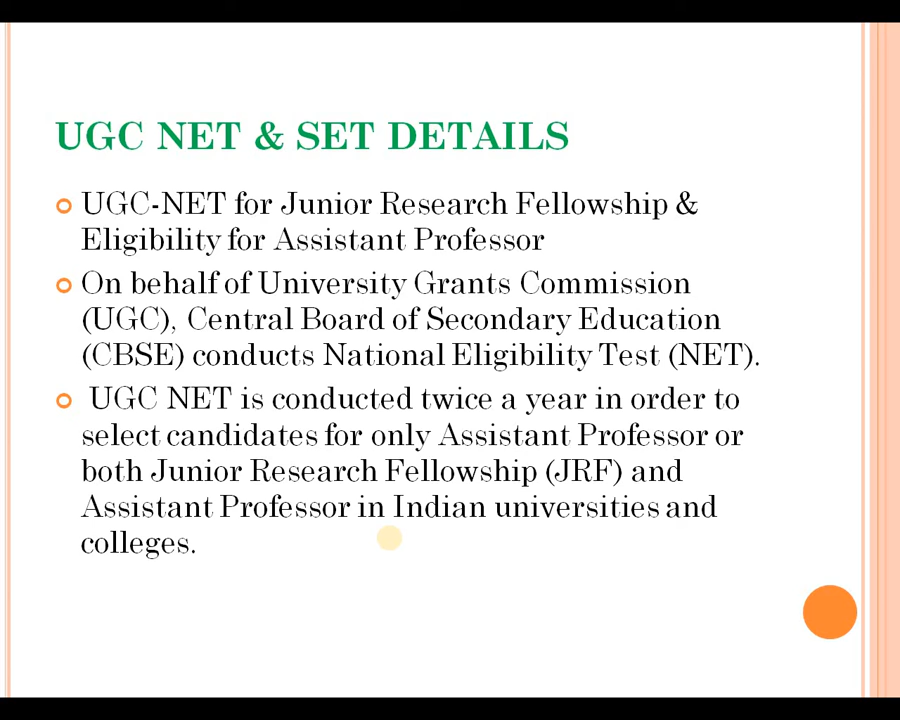 UGC NET & SET DETAILS
UGC-NET for Junior Research Fellowship &
Eligibility for Assistant Professor
On behalf of University Grants Commission
(UGC), Central Board of Secondary Education
(CBSE) conducts National Eligibility Test (NET).
UGC NET is conducted twice a year in order to
select candidates for only Assistant Professor or
both Junior Research Fellowship (JRF) and
Assistant Professor in Indian universities and
colleges.